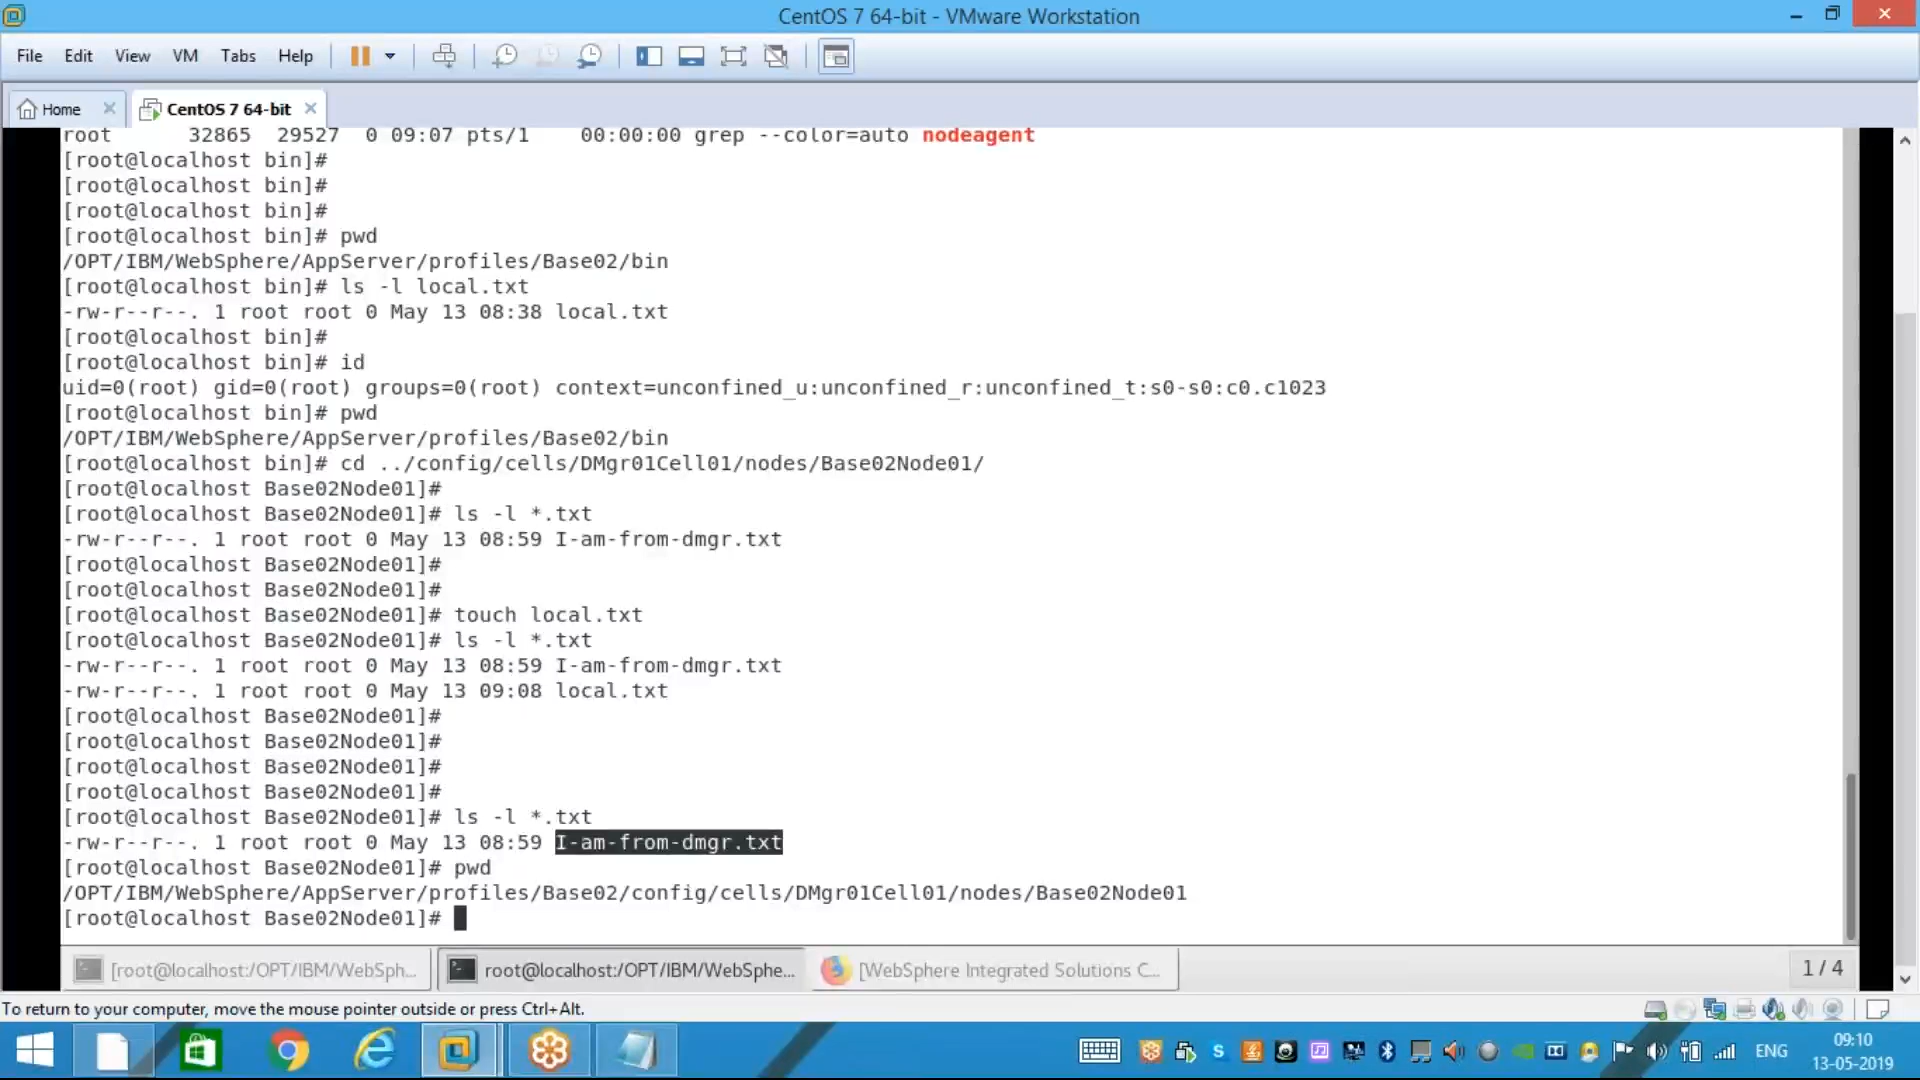 CentOS 7 64-bit - VMware Workstation
File Edit View VM Tabs Help
Home
CentOS 7 64-bit
root 32865 29527 0 09:07 pts/1 00:00:00 grep --color=auto nodeagent
[root@localhost bin]#
[root@localhost bin]#
[root@localhost bin]#
[root@localhost bin]# pwd
/OPT/IBM/WebSphere/AppServer/profiles/Base02/bin
[root@localhost bin]# ls -l local.txt
-rw-r--r--. 1 root root 0 May 13 08:38 local.txt
[root@localhost bin]#
[root@localhost bin]# id
uid=0(root) gid=0(root) groups=0(root) context=unconfined_u:unconfined_r:unconfined_t:s0-s0:c0.c1023
[root@localhost bin]# pwd
/OPT/IBM/WebSphere/AppServer/profiles/Base02/bin
[root@localhost bin]# cd ../config/cells/DMgr01Cell01/nodes/Base02Node01/
[root@localhost Base02Node01]#
[root@localhost Base02Node01]# ls -l *.txt
-rw-r--r--. 1 root root 0 May 13 08:59 I-am-from-dmgr.txt
[root@localhost Base02Node01]#
[root@localhost Base02Node01]#
[root@localhost Base02Node01]# touch local.txt
[root@localhost Base02Node01]# ls -l *.txt
-rw-r--r--. 1 root root 0 May 13 08:59 I-am-from-dmgr.txt
-rw-r--r--. 1 root root 0 May 13 09:08 local.txt
[root@localhost Base02Node01]#
[root@localhost Base02Node01]#
[root@localhost Base02Node01]#
[root@localhost Base02Node01]#
[root@localhost Base02Node01]# ls -l *.txt
-rw-r--r--. 1 root root 0 May 13 08:59 I-am-from-dmgr.txt
[root@localhost Base02Node01]# pwd
/OPT/IBM/WebSphere/AppServer/profiles/Base02/config/cells/DMgr01Cell01/nodes/Base02Node01
[root@localhost Base02Node01]#
[root@localhost:/OPT/IBM/WebSph... root@localhost:/OPT/IBM/WebSphe... [WebSphere Integrated Solutions C... 1 / 4
To return to your computer, move the mouse pointer outside or press Ctrl+Alt.
ENG
09:10
13-05-2019